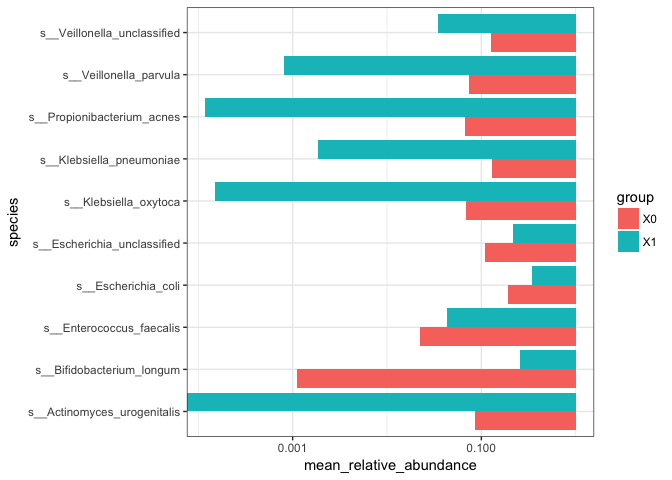 s__Veillonella_unclassified
s__Veillonella_parvula
s__Propionibacterium_acnes
s__Klebsiella_pneumoniae
s__Klebsiella_oxytoca
s__Escherichia_unclassified
s__Escherichia_coli
s__Enterococcus_faecalis
s__Bifidobacterium_longum
s__Actinomyces_urogenitalis
species
0.001 0.100
mean_relative_abundance
group
X0
X1